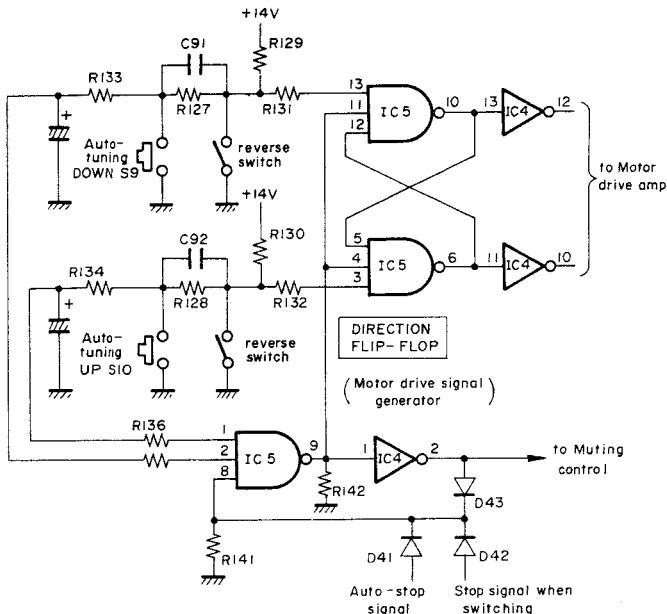 +14V
C91
R129
R133
R127
R131
13
11
12
IC5
10
13
IC4
12
+
Auto-
tuning
DOWN S9
reverse
switch
to Motor
drive amp
+14V
C92
R130
R134
R128
R132
5
4
3
IC5
6
11
IC4
10
+
Auto-
tuning
UP S10
reverse
switch
DIRECTION
FLIP-FLOP
(Motor drive signal
generator)
R136
1
2
8
IC5
9
1
IC4
2
to Muting
control
R142
D43
R141
D41
D42
Auto-stop
signal
Stop signal when
switching